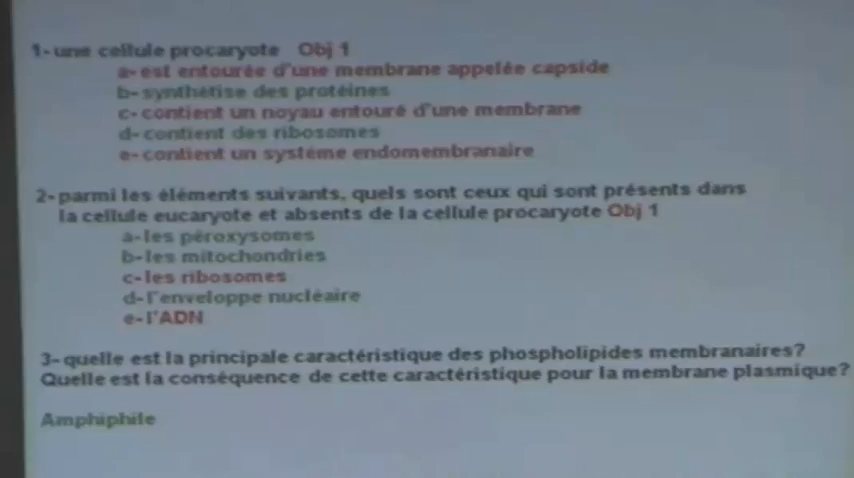 1- une cellule procaryote Obj 1
a- est entourée d'une membrane appelée capside
b- synthétise des protéines
c- contient un noyau entouré d'une membrane
d- contient des ribosomes
e- contient un système endomembranaire
2- parmi les éléments suivants, quels sont ceux qui sont présents dans
la cellule eucaryote et absents de la cellule procaryote Obj 1
a- les péroxysomes
b- les mitochondries
c- les ribosomes
d- l'enveloppe nucléaire
e- l'ADN
3- quelle est la principale caractéristique des phospholipides membranaires?
Quelle est la conséquence de cette caractéristique pour la membrane plasmique?
Amphiphile